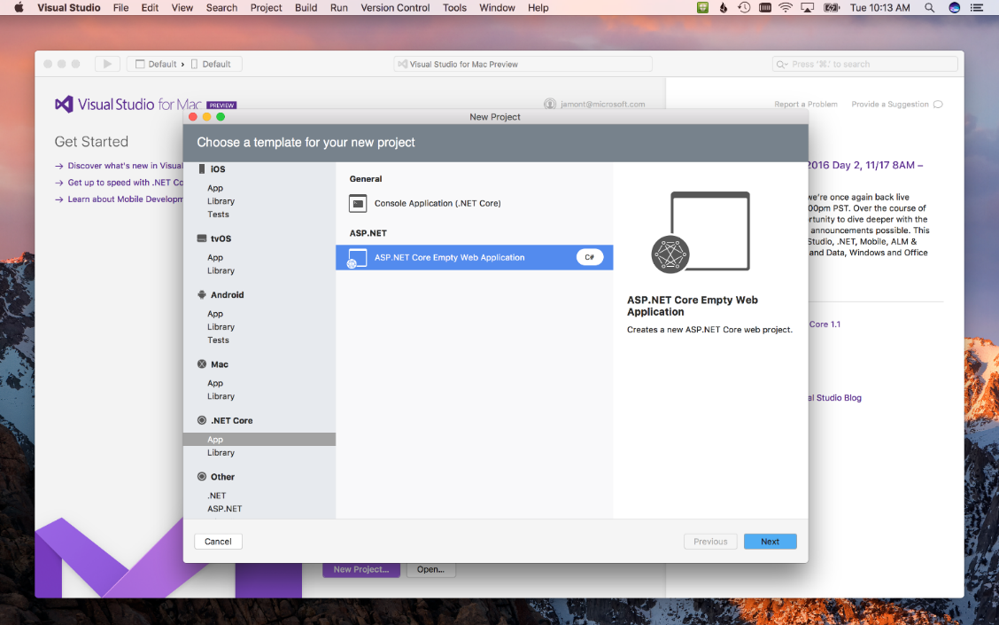 Visual Studio File Edit View Search Project Build Run Version Control Tools Window Help Tue 10:13 AM
Default › Default
Visual Studio for Mac Preview
Press '⌘.' to search
Visual Studio for Mac PREVIEW
jamont@microsoft.com
Report a Problem Provide a Suggestion
Get Started
Discover what's new in Visual
Get up to speed with .NET Co
Learn about Mobile Developm
New Project
Choose a template for your new project
iOS
App
Library
Tests
tvOS
App
Library
Android
App
Library
Tests
Mac
App
Library
.NET Core
App
Library
Other
.NET
ASP.NET
General
Console Application (.NET Core)
ASP.NET
ASP.NET Core Empty Web Application C#
ASP.NET Core Empty Web
Application
Creates a new ASP.NET Core web project.
2016 Day 2, 11/17 8AM –
we're once again back live
00pm PST. Over the course of
ortunity to dive deeper with the
announcements possible. This
Studio, .NET, Mobile, ALM &
and Data, Windows and Office
Core 1.1
al Studio Blog
Cancel
Previous
Next
New Project...
Open...